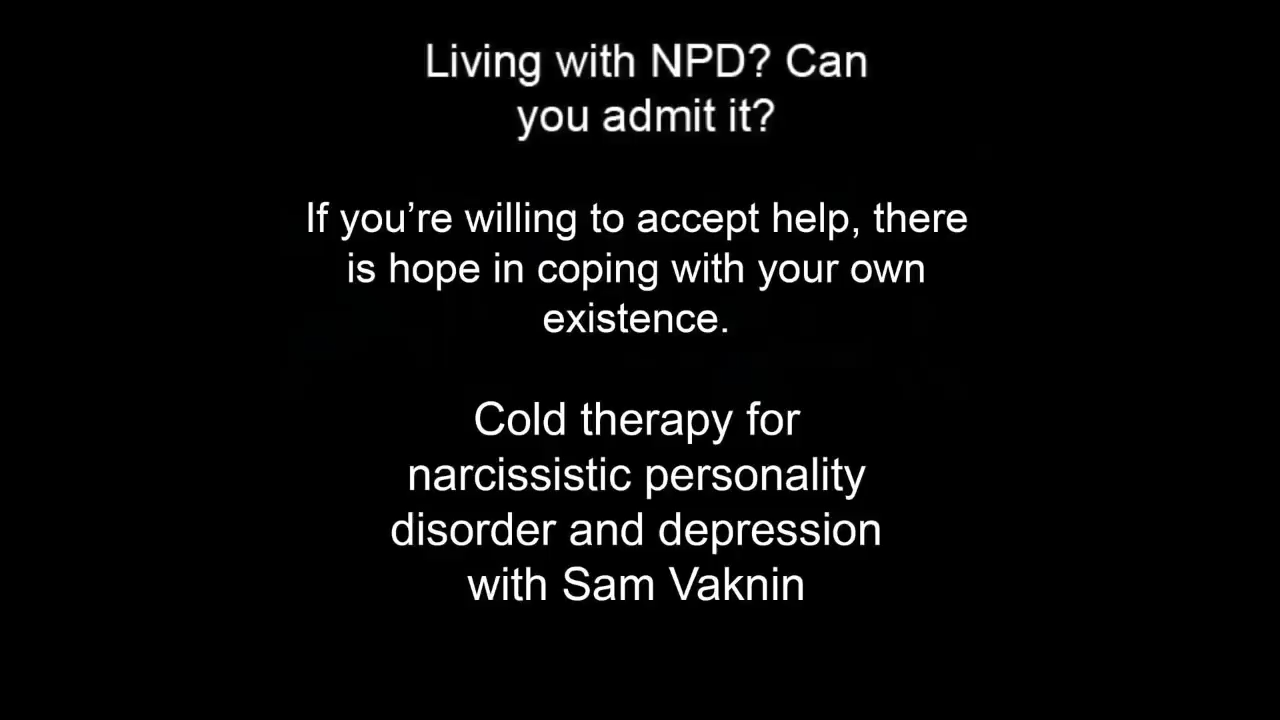 Living with NPD? Can
you admit it?
If you’re willing to accept help, there
is hope in coping with your own
existence.
Cold therapy for
narcissistic personality
disorder and depression
with Sam Vaknin